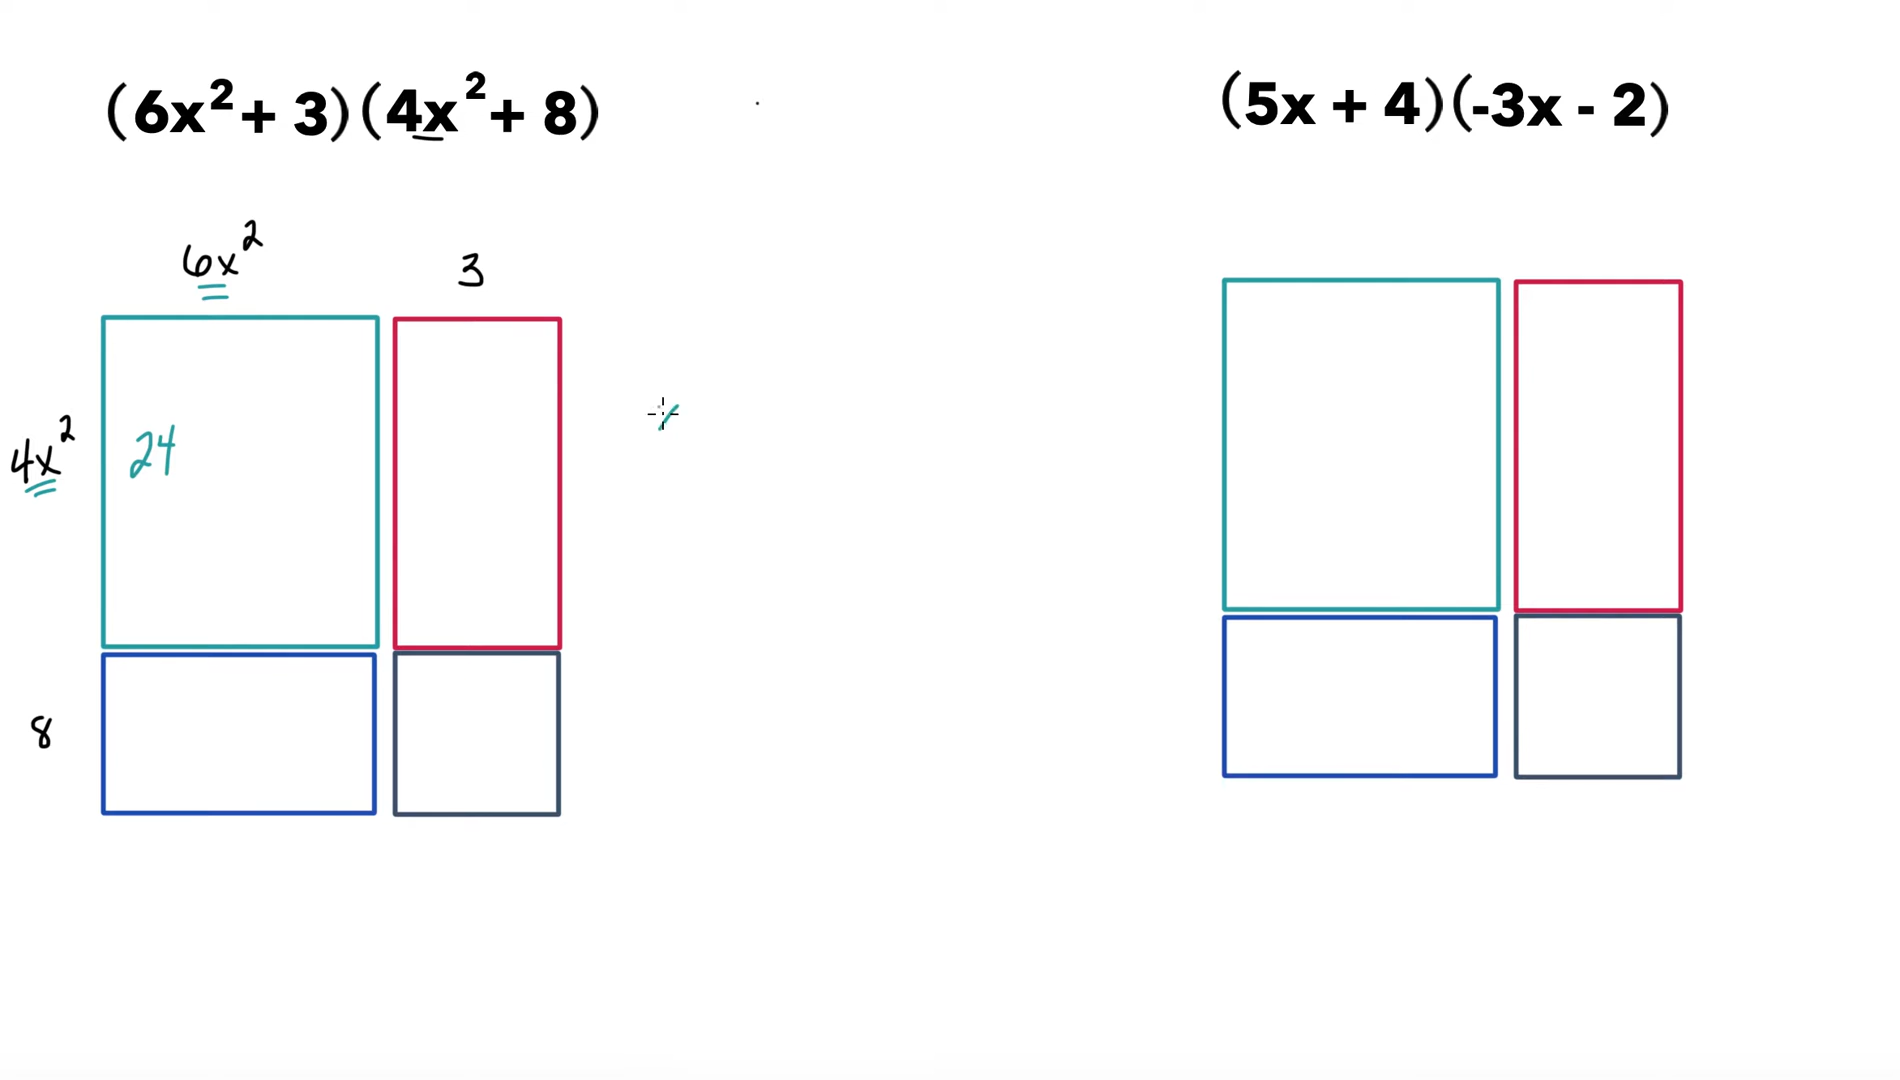 (6x² + 3)(4x² + 8)
(5x + 4)(-3x - 2)
6x² 3
4x² 24
8